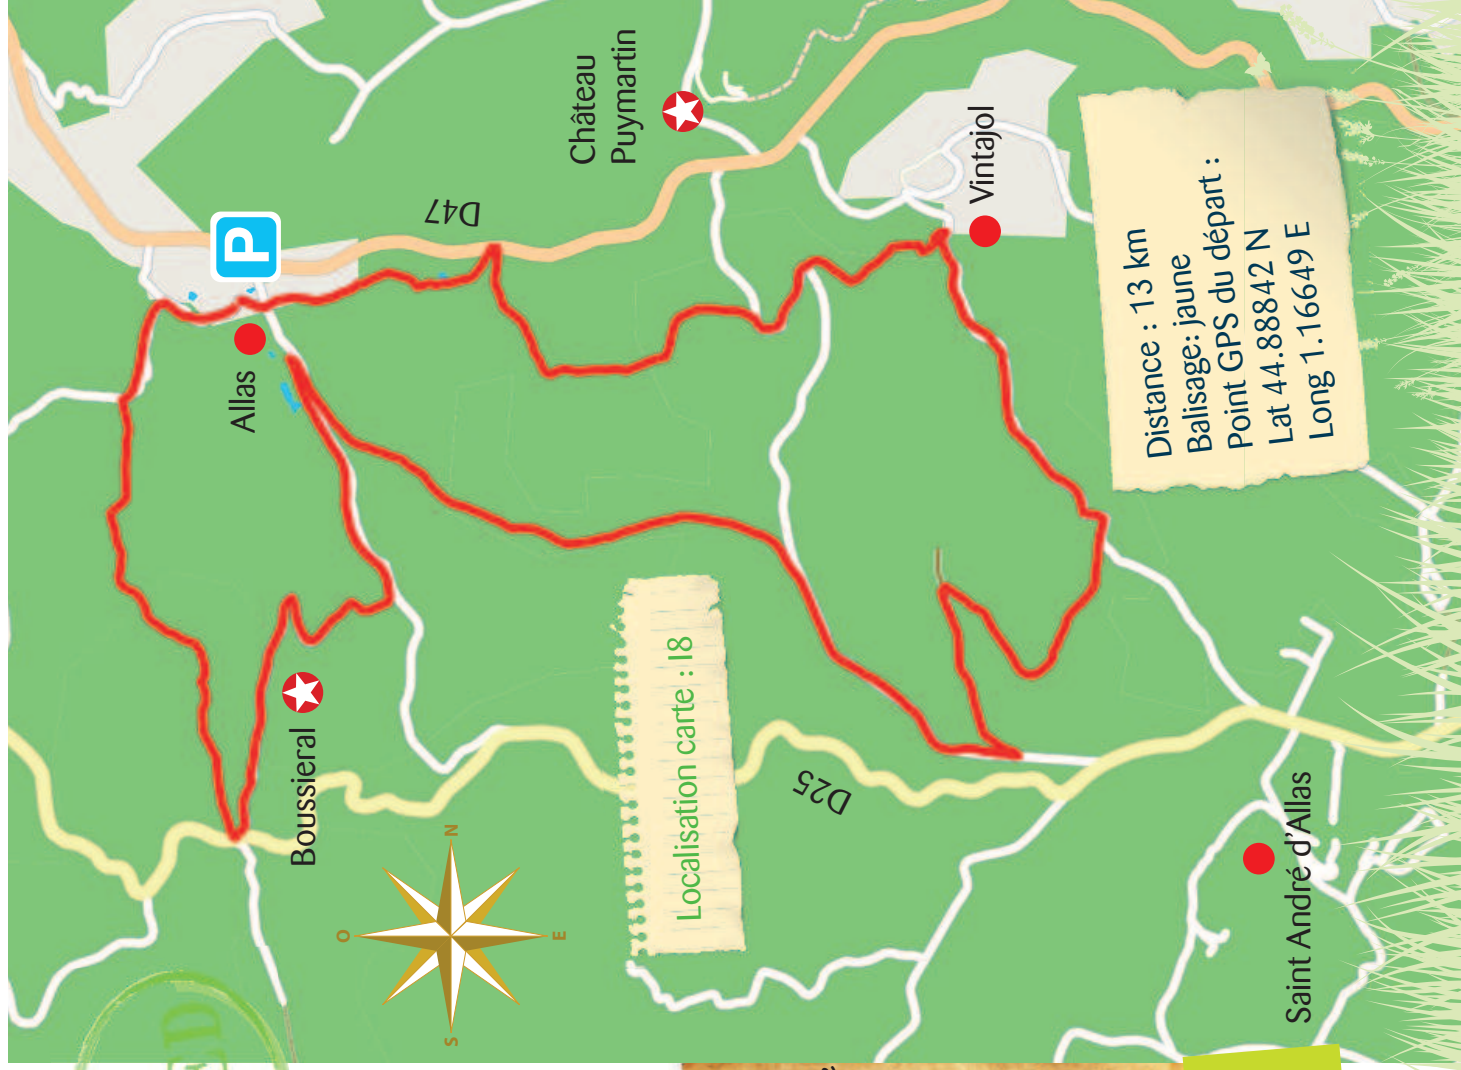 Château
Puymartin
P
D47
Vintajol
Allas
Boussieral
N
O
E
S
Localisation carte : 18
D25
Saint André d'Allas
Distance : 13 km
Balisage: jaune
Point GPS du départ :
Lat 44.88842 N
Long 1.16649 E